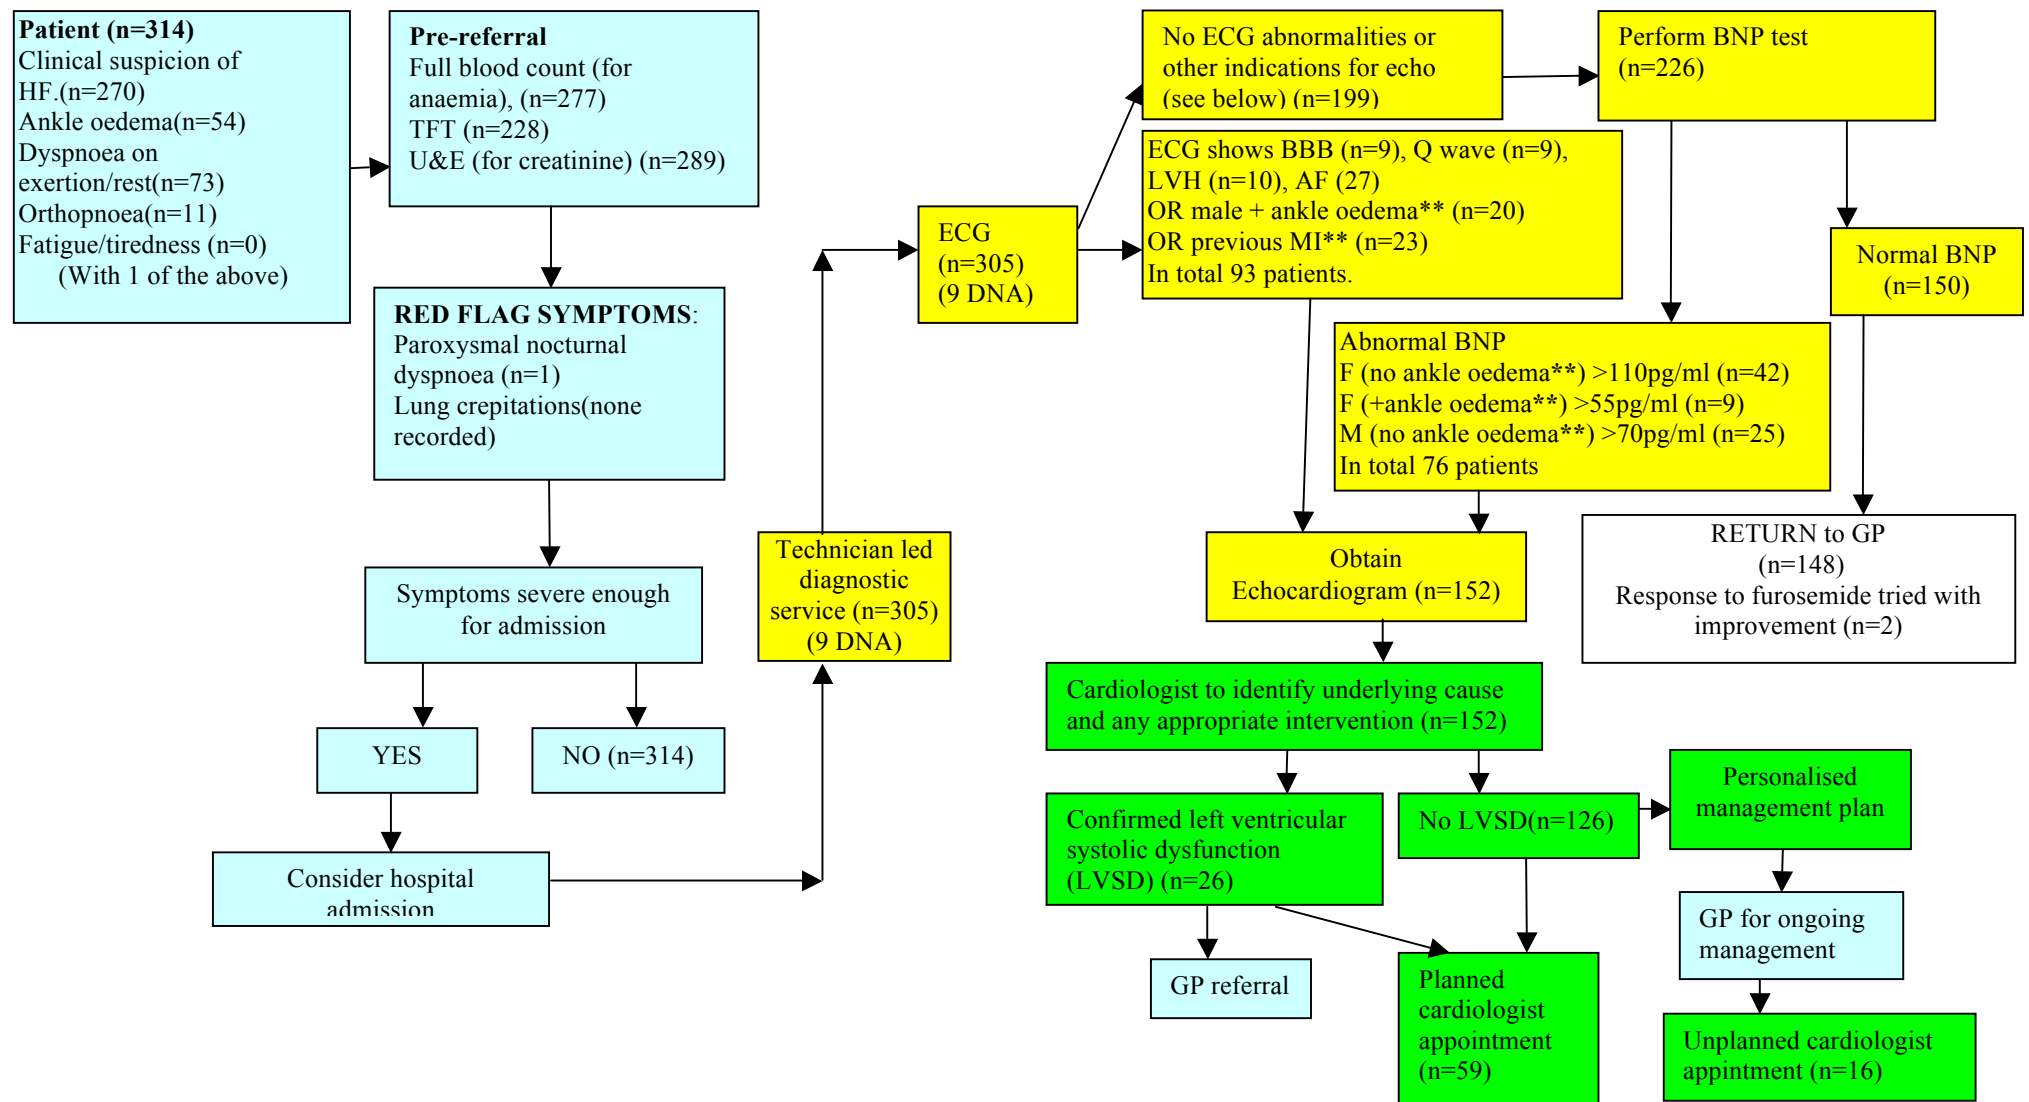 Patient (n=314)
Clinical suspicion of
HF.(n=270)
Ankle oedema(n=54)
Dyspnoea on
exertion/rest(n=73)
Orthopnoea(n=11)
Fatigue/tiredness (n=0)
(With 1 of the above)
Pre-referral
Full blood count (for
anaemia), (n=277)
TFT (n=228)
U&E (for creatinine) (n=289)
RED FLAG SYMPTOMS:
Paroxysmal nocturnal
dyspnoea (n=1)
Lung crepitations(none
recorded)
Symptoms severe enough
for admission
YES
NO (n=314)
Consider hospital
admission
Technician led
diagnostic
service (n=305)
(9 DNA)
ECG
(n=305)
(9 DNA)
No ECG abnormalities or
other indications for echo
(see below) (n=199)
ECG shows BBB (n=9), Q wave (n=9),
LVH (n=10), AF (27)
OR male + ankle oedema** (n=20)
OR previous MI** (n=23)
In total 93 patients.
Perform BNP test
(n=226)
Normal BNP
(n=150)
Abnormal BNP
F (no ankle oedema**) >110pg/ml (n=42)
F (+ankle oedema**) >55pg/ml (n=9)
M (no ankle oedema**) >70pg/ml (n=25)
In total 76 patients
RETURN to GP
(n=148)
Response to furosemide tried with
improvement (n=2)
Obtain
Echocardiogram (n=152)
Cardiologist to identify underlying cause
and any appropriate intervention (n=152)
Confirmed left ventricular
systolic dysfunction
(LVSD) (n=26)
No LVSD(n=126)
Personalised
management plan
GP for ongoing
management
GP referral
Planned
cardiologist
appointment
(n=59)
Unplanned cardiologist
appintment (n=16)